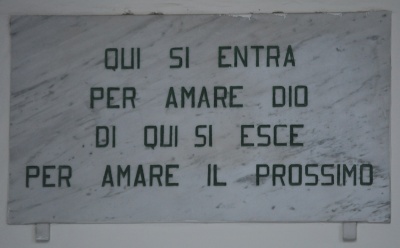 QUI SI ENTRA
PER AMARE DIO
DI QUI SI ESCE
PER AMARE IL PROSSIMO